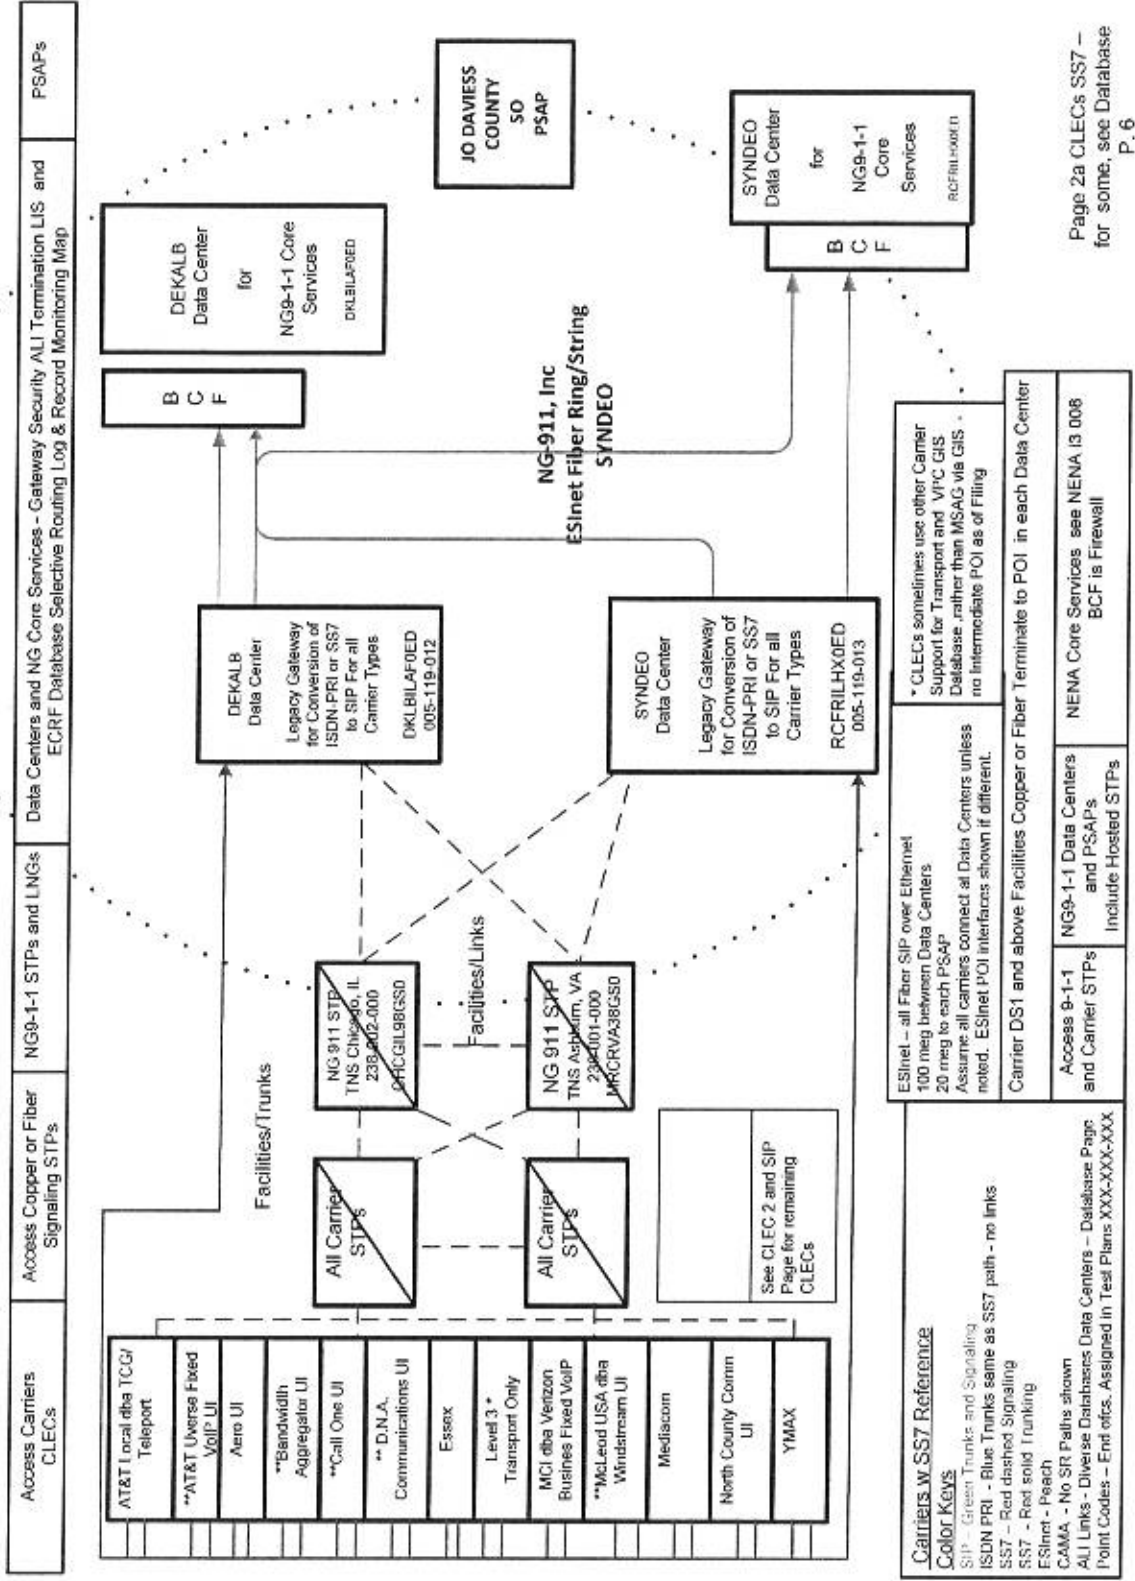 Access Carriers
CLECs
Access Copper or Fiber
Signaling STPs
NG9-1-1 STPs and LNGs
Data Centers and NG Core Services - Gateway Security ALI Termination LIS and
ECRF Database Selective Routing Log & Record Monitoring Map
PSAPs
AT&T Local dba TCG/
Teleport
**AT&T Uverse Fixed
VoIP UI
Aero UI
**Bandwidth
Aggregator UI
**Call One UI
** D.N.A.
Communications UI
Essex
Level 3 *
Transport Only
MCI dba Verizon
Busines Fixed VoIP
**McLeod USA dba
Windstream UI
Mediacom
North County Comm
UI
YMAX
Facilities/Trunks
All Carrier
STPs
All Carrier
STPs
See CLEC 2 and SIP
Page for remaining
CLECs
NG 911 STP
TNS Chicago, IL
238-002-000
CHCGIL98GS0
Facilities/Links
NG 911 STP
TNS Ashburn, VA
MRCRVA38GS0
DEKALB
Data Center
Legacy Gateway
for Conversion of
ISDN-PRI or SS7
to SIP For all
Carrier Types
DKLBILAF0ED
005-119-012
SYNDEO
Data Center
Legacy Gateway
for Conversion of
ISDN-PRI or SS7
to SIP For all
Carrier Types
RCFRILHX0ED
005-119-013
NG-911, Inc
ESInet Fiber Ring/String
SYNDEO
B
C
F
DEKALB
Data Center
for
NG9-1-1 Core
Services
DKLBILAF0ED
JO DAVIESS
COUNTY
SO
PSAP
B
C
F
SYNDEO
Data Center
for
NG9-1-1
Core
Services
RCFRILHX0ED
Carriers w SS7 Reference
Color Keys
SIP - Green Trunks and Signaling
ISDN PRI - Blue Trunks same as SS7 path - no links
SS7 - Red dashed Signaling
SS7 - Red solid Trunking
ESInet - Peach
CAMA - No SR Paths shown
ALI Links - Diverse Databases Data Centers - Database Page
Point Codes - End ofcs. Assigned in Test Plans XXX-XXX-XXX
ESInet – all Fiber SIP over Ethernet
100 meg between Data Centers
20 meg to each PSAP
Assume all carriers connect at Data Centers unless
noted. ESInet POI interfaces shown if different.
* CLECs sometimes use other Carrier
Support for Transport and VPC GIS
Database ,rather than MSAG via GIS -
no Intermediate POI as of Filing
Carrier DS1 and above Facilities Copper or Fiber Terminate to POI in each Data Center
Access 9-1-1
and Carrier STPs
NG9-1-1 Data Centers
and PSAPs
Include Hosted STPs
NENA Core Services see NENA I3 008
BCF is Firewall
Page 2a CLECs SS7 –
for some, see Database
P. 6